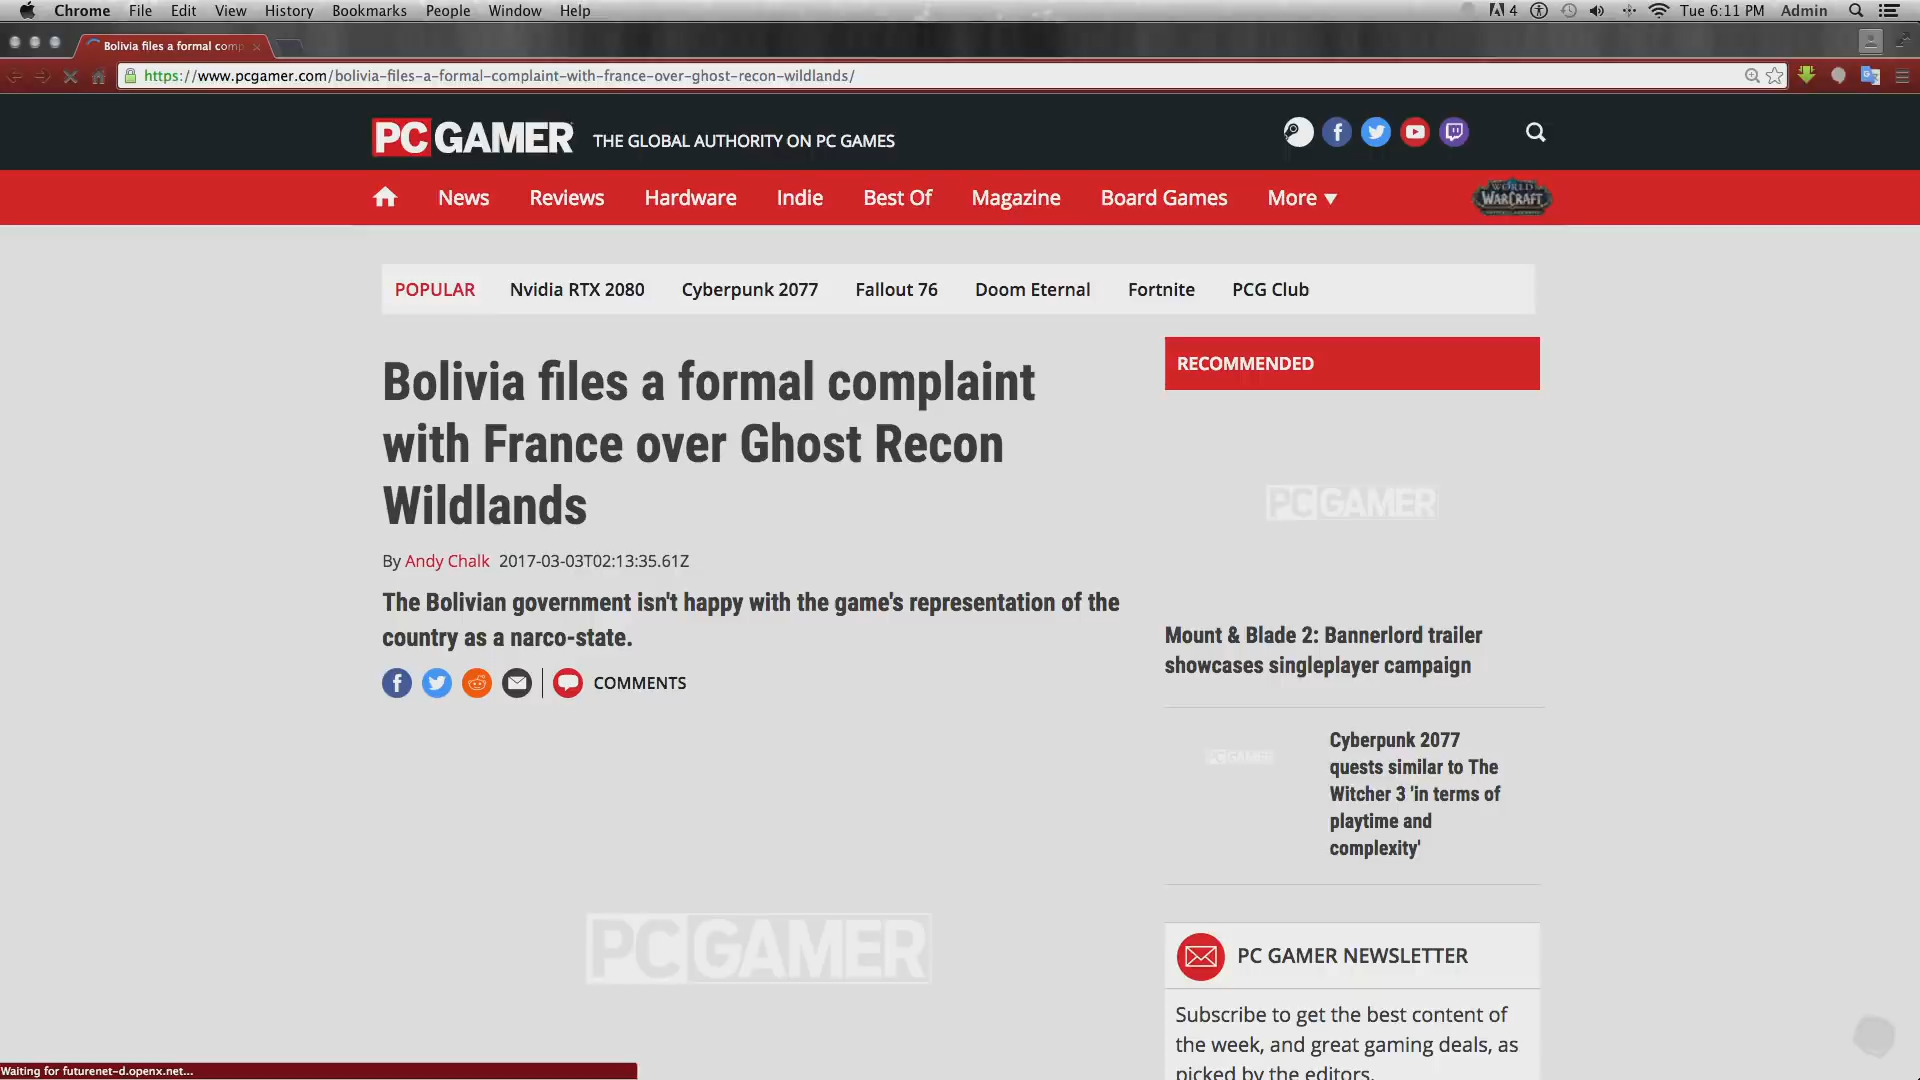 Chrome File Edit View History Bookmarks People Window Help
4 Tue 6:11 PM Admin
Bolivia files a formal comp
https://www.pcgamer.com/bolivia-files-a-formal-complaint-with-france-over-ghost-recon-wildlands/
PC GAMER THE GLOBAL AUTHORITY ON PC GAMES
News Reviews Hardware Indie Best Of Magazine Board Games More ▼ WORLD WARCRAFT
POPULAR Nvidia RTX 2080 Cyberpunk 2077 Fallout 76 Doom Eternal Fortnite PCG Club
Bolivia files a formal complaint
with France over Ghost Recon
Wildlands
By Andy Chalk 2017-03-03T02:13:35.61Z
The Bolivian government isn't happy with the game's representation of the
country as a narco-state.
COMMENTS
PC GAMER
RECOMMENDED
PC GAMER
Mount & Blade 2: Bannerlord trailer
showcases singleplayer campaign
PC GAMER
Cyberpunk 2077
quests similar to The
Witcher 3 'in terms of
playtime and
complexity'
PC GAMER NEWSLETTER
Subscribe to get the best content of
the week, and great gaming deals, as
picked by the editors.
Waiting for futurenet-d.openx.net...